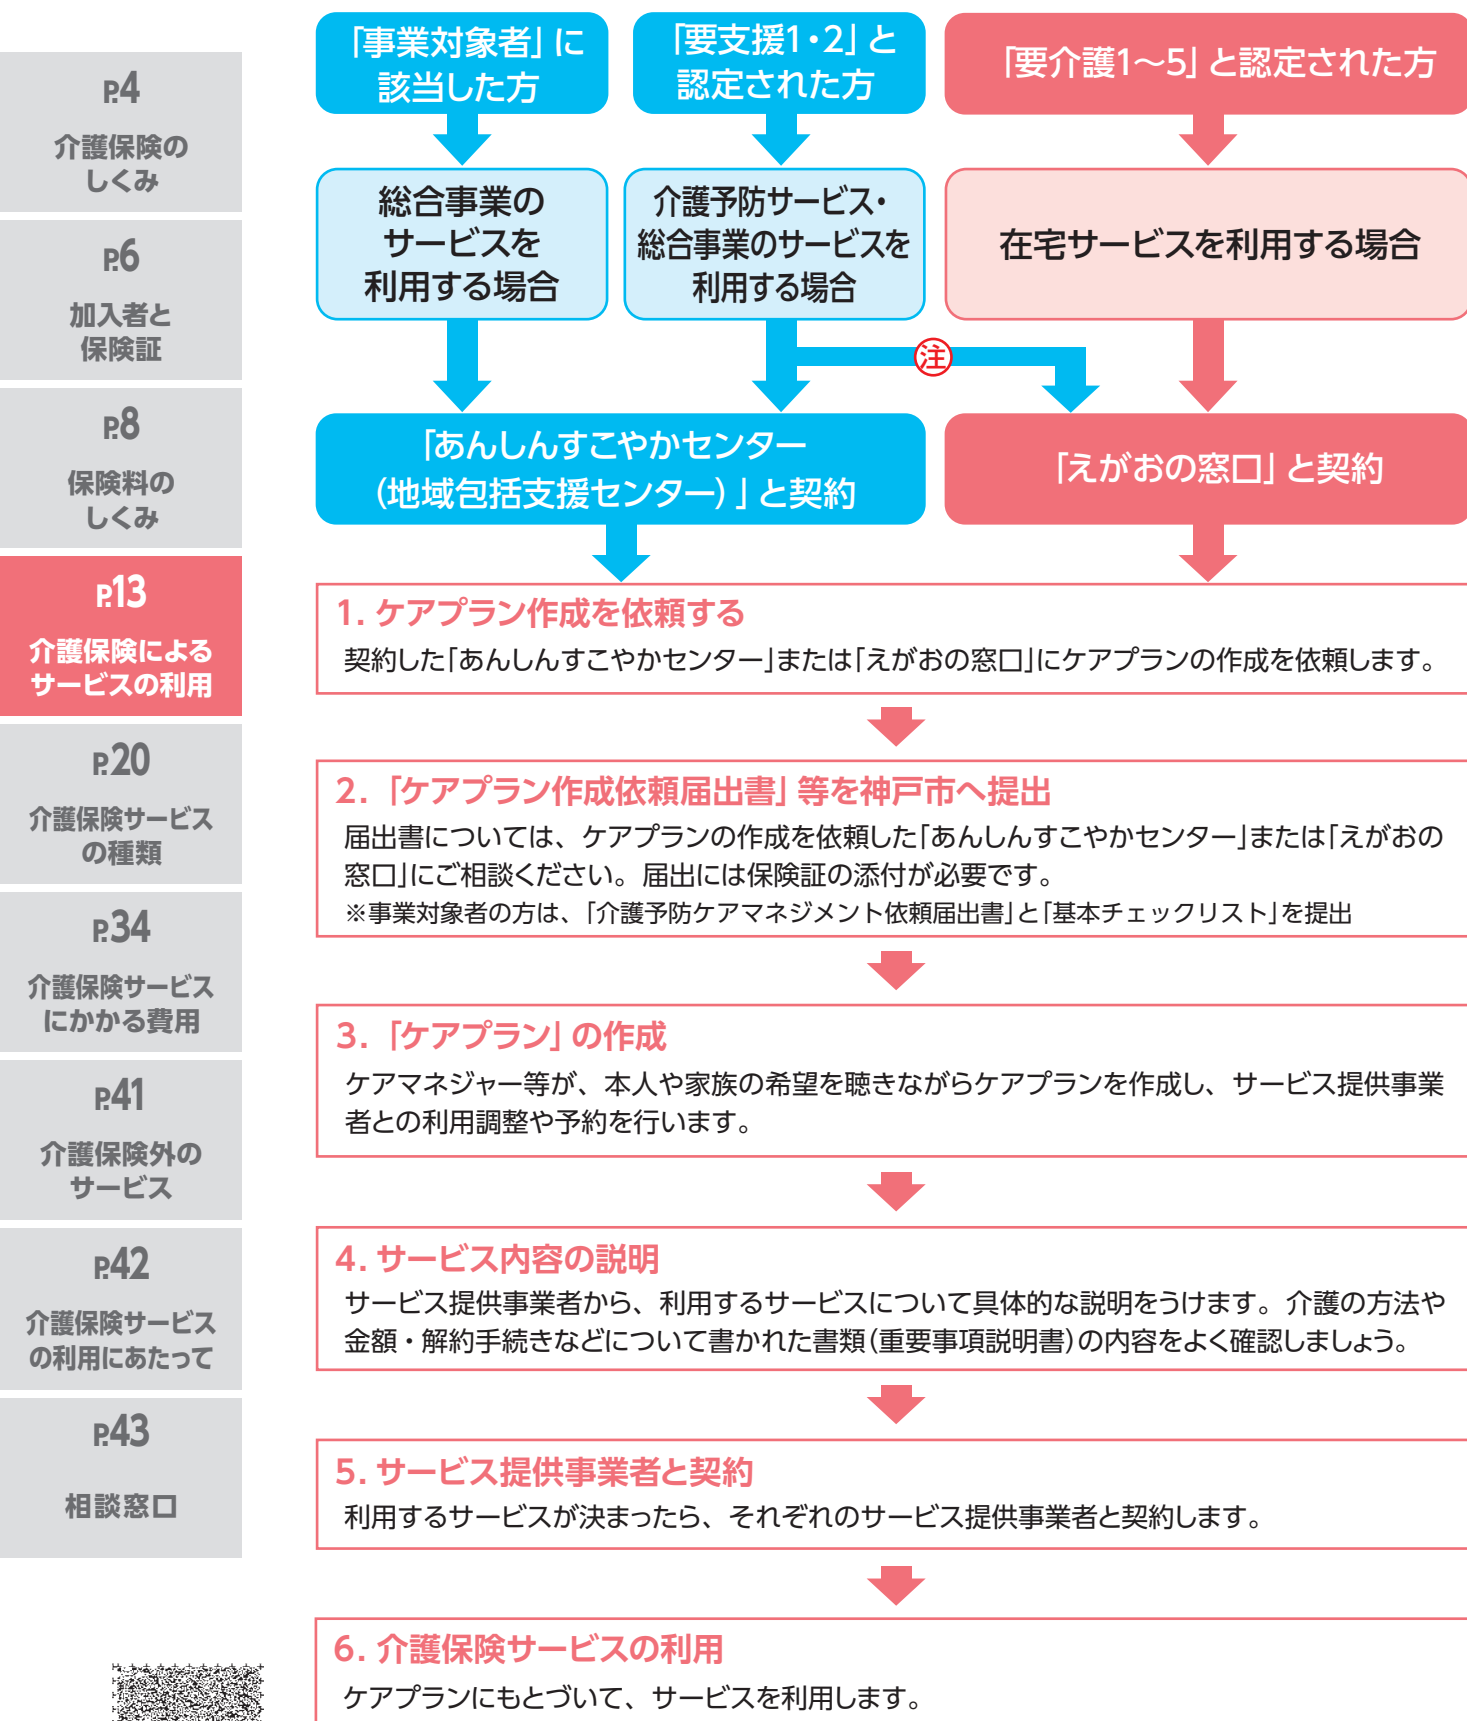 P.4
介護保険の
しくみ
P.6
加入者と
保険証
P.8
保険料の
しくみ
P.13
介護保険による
サービスの利用
P.20
介護保険サービス
の種類
P.34
介護保険サービス
にかかる費用
P.41
介護保険外の
サービス
P.42
介護保険サービス
の利用にあたって
P.43
相談窓口
「事業対象者」に
該当した方
「要支援1・2」と
認定された方
「要介護1〜5」と認定された方
総合事業の
サービスを
利用する場合
介護予防サービス・
総合事業のサービスを
利用する場合
在宅サービスを利用する場合
注
「あんしんすこやかセンター
（地域包括支援センター）」と契約
「えがおの窓口」と契約
1. ケアプラン作成を依頼する
契約した「あんしんすこやかセンター」または「えがおの窓口」にケアプランの作成を依頼します。
2. 「ケアプラン作成依頼届出書」等を神戸市へ提出
届出書については、ケアプランの作成を依頼した「あんしんすこやかセンター」または「えがおの
窓口」にご相談ください。届出には保険証の添付が必要です。
※事業対象者の方は、「介護予防ケアマネジメント依頼届出書」と「基本チェックリスト」を提出
3. 「ケアプラン」の作成
ケアマネジャー等が、本人や家族の希望を聴きながらケアプランを作成し、サービス提供事業
者との利用調整や予約を行います。
4. サービス内容の説明
サービス提供事業者から、利用するサービスについて具体的な説明をうけます。介護の方法や
金額・解約手続きなどについて書かれた書類（重要事項説明書）の内容をよく確認しましょう。
5. サービス提供事業者と契約
利用するサービスが決まったら、それぞれのサービス提供事業者と契約します。
6. 介護保険サービスの利用
ケアプランにもとづいて、サービスを利用します。